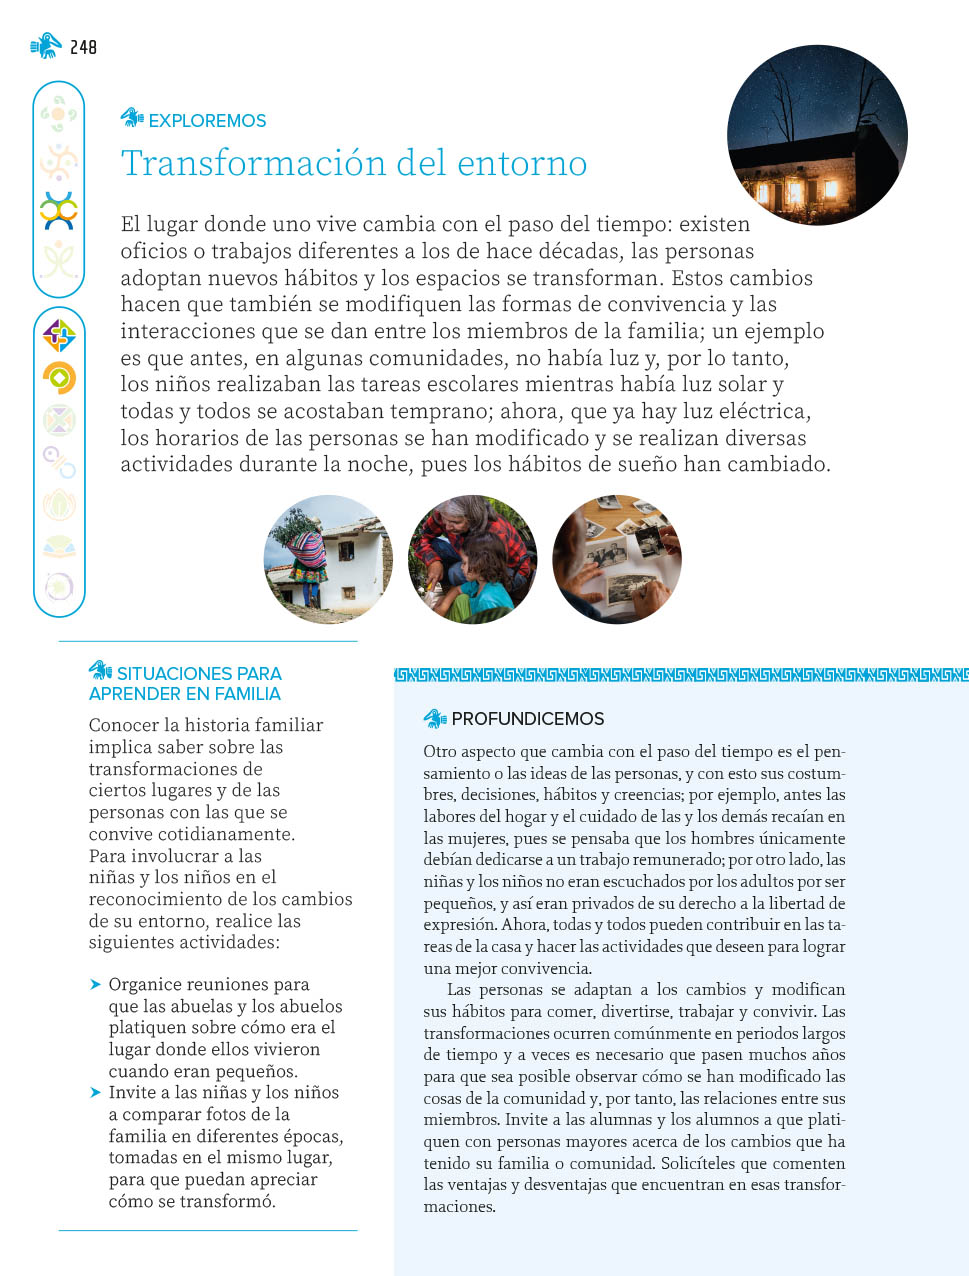 248
EXPLOREMOS
Transformación del entorno
El lugar donde uno vive cambia con el paso del tiempo: existen
oficios o trabajos diferentes a los de hace décadas, las personas
adoptan nuevos hábitos y los espacios se transforman. Estos cambios
hacen que también se modifiquen las formas de convivencia y las
interacciones que se dan entre los miembros de la familia; un ejemplo
es que antes, en algunas comunidades, no había luz y, por lo tanto,
los niños realizaban las tareas escolares mientras había luz solar y
todas y todos se acostaban temprano; ahora, que ya hay luz eléctrica,
los horarios de las personas se han modificado y se realizan diversas
actividades durante la noche, pues los hábitos de sueño han cambiado.
SITUACIONES PARA
APRENDER EN FAMILIA
Conocer la historia familiar
implica saber sobre las
transformaciones de
ciertos lugares y de las
personas con las que se
convive cotidianamente.
Para involucrar a las
niñas y los niños en el
reconocimiento de los cambios
de su entorno, realice las
siguientes actividades:
➤ Organice reuniones para
que las abuelas y los abuelos
platiquen sobre cómo era el
lugar donde ellos vivieron
cuando eran pequeños.
➤ Invite a las niñas y los niños
a comparar fotos de la
familia en diferentes épocas,
tomadas en el mismo lugar,
para que puedan apreciar
cómo se transformó.
PROFUNDICEMOS
Otro aspecto que cambia con el paso del tiempo es el pen-
samiento o las ideas de las personas, y con esto sus costum-
bres, decisiones, hábitos y creencias; por ejemplo, antes las
labores del hogar y el cuidado de las y los demás recaían en
las mujeres, pues se pensaba que los hombres únicamente
debían dedicarse a un trabajo remunerado; por otro lado, las
niñas y los niños no eran escuchados por los adultos por ser
pequeños, y así eran privados de su derecho a la libertad de
expresión. Ahora, todas y todos pueden contribuir en las ta-
reas de la casa y hacer las actividades que deseen para lograr
una mejor convivencia.
Las personas se adaptan a los cambios y modifican
sus hábitos para comer, divertirse, trabajar y convivir. Las
transformaciones ocurren comúnmente en periodos largos
de tiempo y a veces es necesario que pasen muchos años
para que sea posible observar cómo se han modificado las
cosas de la comunidad y, por tanto, las relaciones entre sus
miembros. Invite a las alumnas y los alumnos a que plati-
quen con personas mayores acerca de los cambios que ha
tenido su familia o comunidad. Solicíteles que comenten
las ventajas y desventajas que encuentran en esas transfor-
maciones.